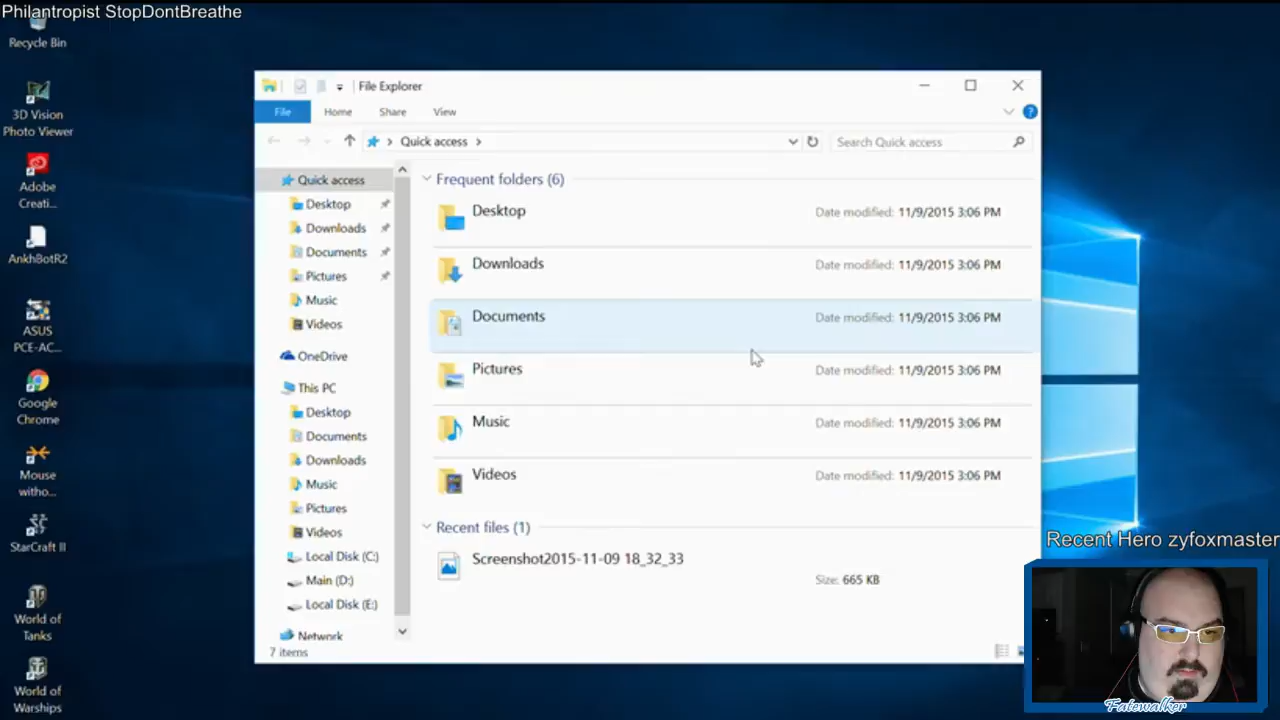 Philantropist StopDontBreathe
Recycle Bin
3D Vision
Photo Viewer
Adobe
Creati...
AnkhBotR2
ASUS
PCE-AC...
Google
Chrome
Mouse
witho...
StarCraft II
World of
Tanks
World of
Warships
File Explorer
File Home Share View
Quick access
Search Quick access
Quick access
Desktop
Downloads
Documents
Pictures
Music
Videos
OneDrive
This PC
Desktop
Documents
Downloads
Music
Pictures
Videos
Local Disk (C:)
Main (D:)
Local Disk (E:)
Network
Frequent folders (6)
Desktop Date modified: 11/9/2015 3:06 PM
Downloads Date modified: 11/9/2015 3:06 PM
Documents Date modified: 11/9/2015 3:06 PM
Pictures Date modified: 11/9/2015 3:06 PM
Music Date modified: 11/9/2015 3:06 PM
Videos Date modified: 11/9/2015 3:06 PM
Recent files (1)
Screenshot2015-11-09 18_32_33
Size: 665 KB
7 items
Recent Hero zyfoxmaster
Fatewalker